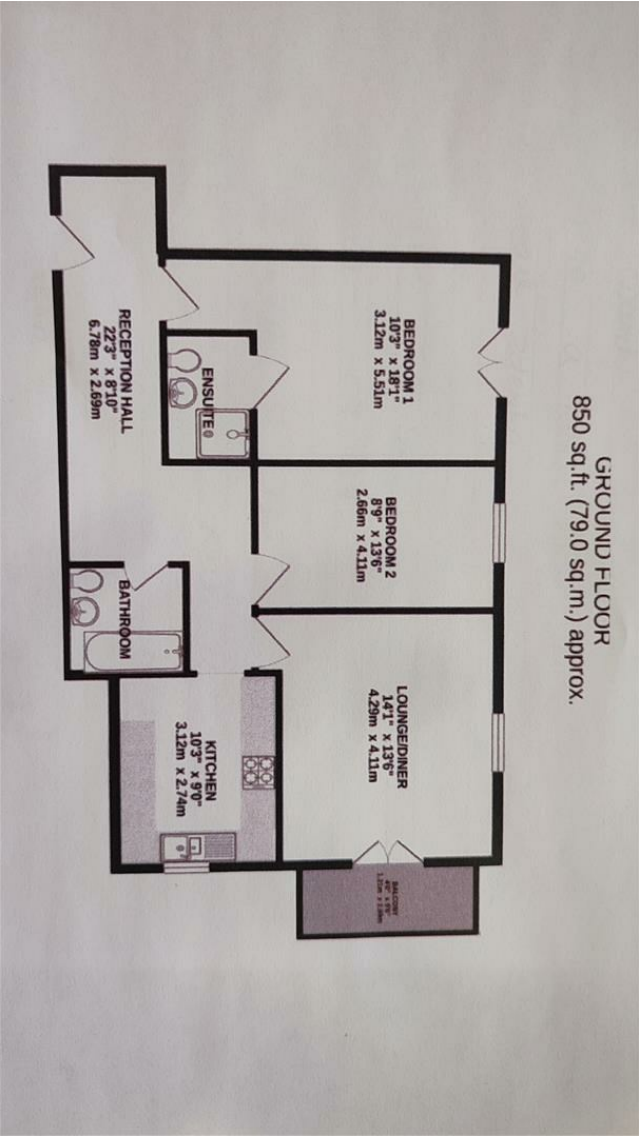 GROUND FLOOR
850 sq.ft. (79.0 sq.m.) approx.
BEDROOM 1
10'3" x 18'1"
3.12m x 5.51m
BEDROOM 2
8'9" x 13'6"
2.66m x 4.11m
LOUNGE/DINER
14'1" x 13'6"
4.29m x 4.11m
BALCONY
ENSUITE
RECEPTION HALL
22'3" x 8'10"
6.78m x 2.69m
BATHROOM
KITCHEN
10'3" x 9'0"
3.12m x 2.74m